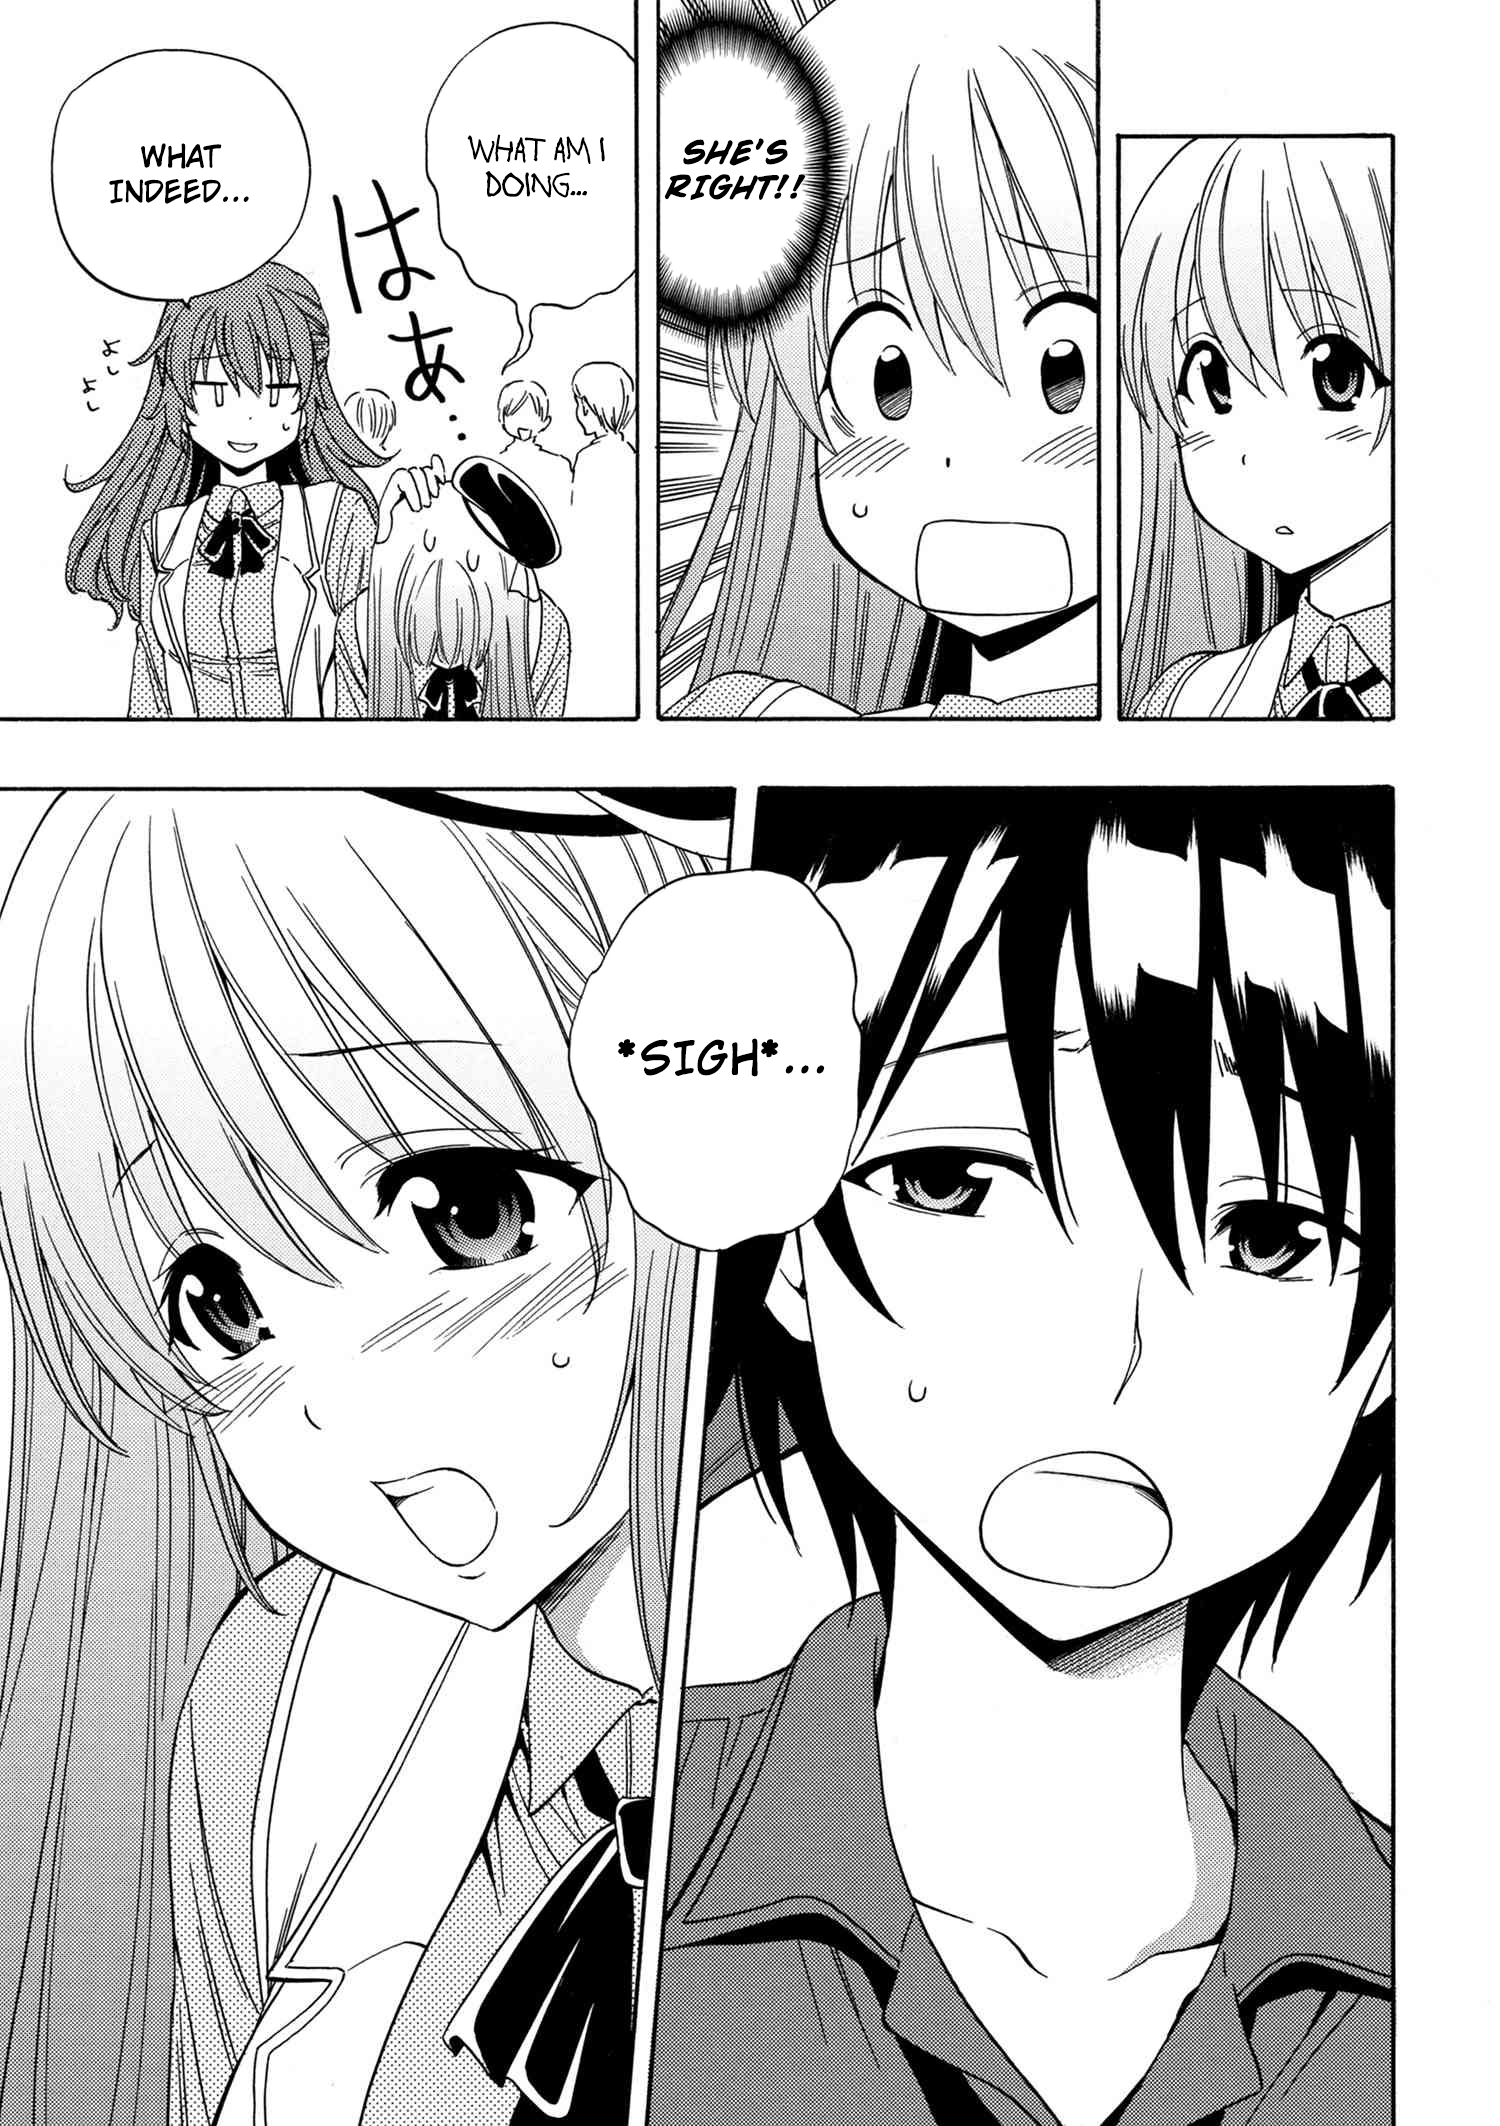 SHE'S
RIGHT!!
WHAT AM I
DOING...
はぁ...
WHAT
INDEED...
よし
よし
*SIGH*...